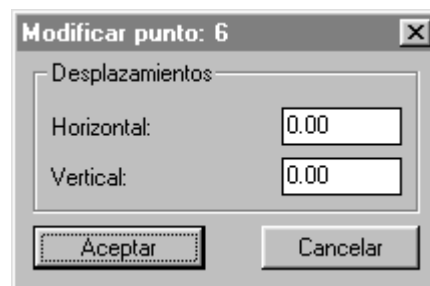 Modificar punto: 6
Desplazamientos
Horizontal: 0.00
Vertical: 0.00
Aceptar Cancelar